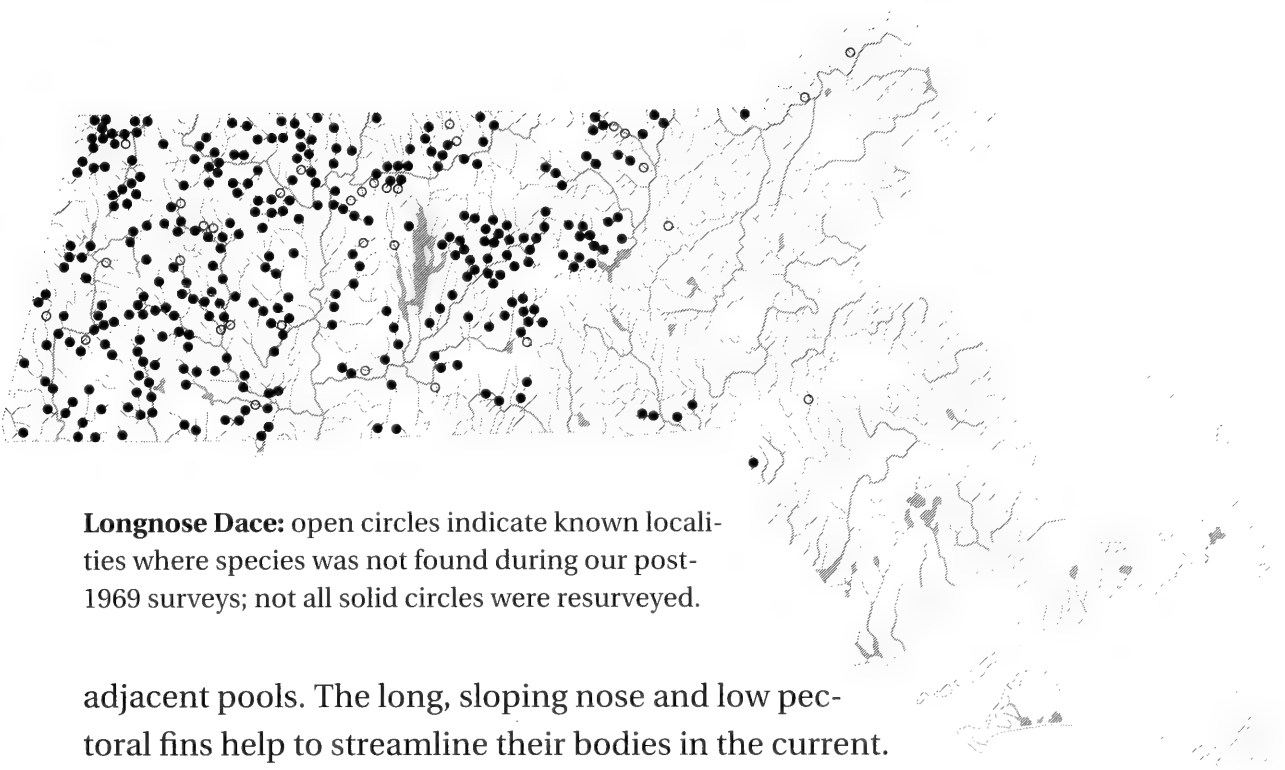 Longnose Dace: open circles indicate known locali-
ties where species was not found during our post-
1969 surveys; not all solid circles were resurveyed.
adjacent pools. The long, sloping nose and low pec-
toral fins help to streamline their bodies in the current.